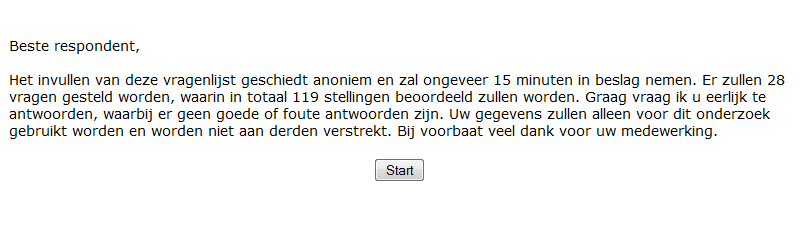 Beste respondent,
Het invullen van deze vragenlijst geschiedt anoniem en zal ongeveer 15 minuten in beslag nemen. Er zullen 28
vragen gesteld worden, waarin in totaal 119 stellingen beoordeeld zullen worden. Graag vraag ik u eerlijk te
antwoorden, waarbij er geen goede of foute antwoorden zijn. Uw gegevens zullen alleen voor dit onderzoek
gebruikt worden en worden niet aan derden verstrekt. Bij voorbaat veel dank voor uw medewerking.
Start